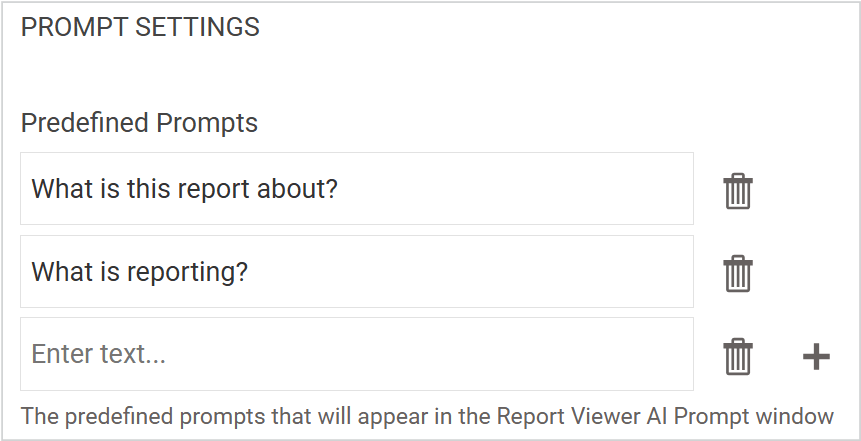 PROMPT SETTINGS
Predefined Prompts
What is this report about?
What is reporting?
Enter text...
The predefined prompts that will appear in the Report Viewer AI Prompt window